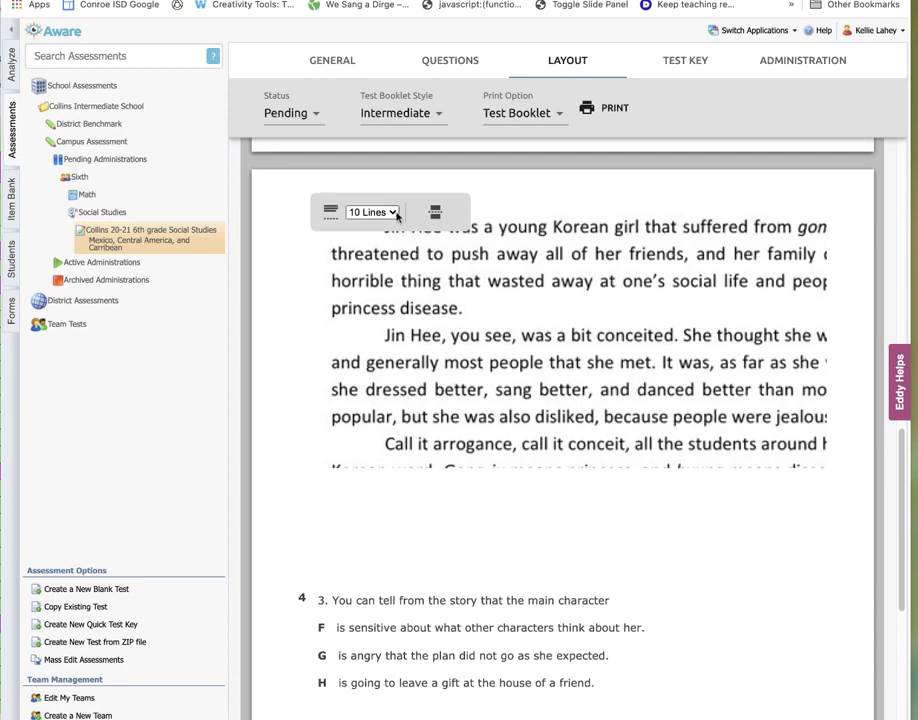 Apps
Conroe ISD Google
Creativity Tools: T...
We Sang a Dirge –...
javascript:(functio...
Toggle Slide Panel
Keep teaching re...
»
Other Bookmarks
Aware
Switch Applications
Help
Kellie Lahey
Analyze
Assessments
Item Bank
Students
Forms
Search Assessments
?
School Assessments
Collins Intermediate School
District Benchmark
Campus Assessment
Pending Administrations
Sixth
Math
Social Studies
Collins 20-21 6th grade Social Studies
Mexico, Central America, and
Carribean
Active Administrations
Archived Administrations
District Assessments
Team Tests
Assessment Options
Create a New Blank Test
Copy Existing Test
Create New Quick Test Key
Create New Test from ZIP file
Mass Edit Assessments
Team Management
Edit My Teams
Create a New Team
GENERAL
QUESTIONS
LAYOUT
TEST KEY
ADMINISTRATION
Status
Pending
Test Booklet Style
Intermediate
Print Option
Test Booklet
PRINT
10 Lines
Jin Hee was a young Korean girl that suffered from gon
threatened to push away all of her friends, and her family
horrible thing that wasted away at one's social life and peop
princess disease.
Jin Hee, you see, was a bit conceited. She thought she w
and generally most people that she met. It was, as far as she
she dressed better, sang better, and danced better than mo
popular, but she was also disliked, because people were jealous
Call it arrogance, call it conceit, all the students around h
4 3. You can tell from the story that the main character
F is sensitive about what other characters think about her.
G is angry that the plan did not go as she expected.
H is going to leave a gift at the house of a friend.
Eddy Helps